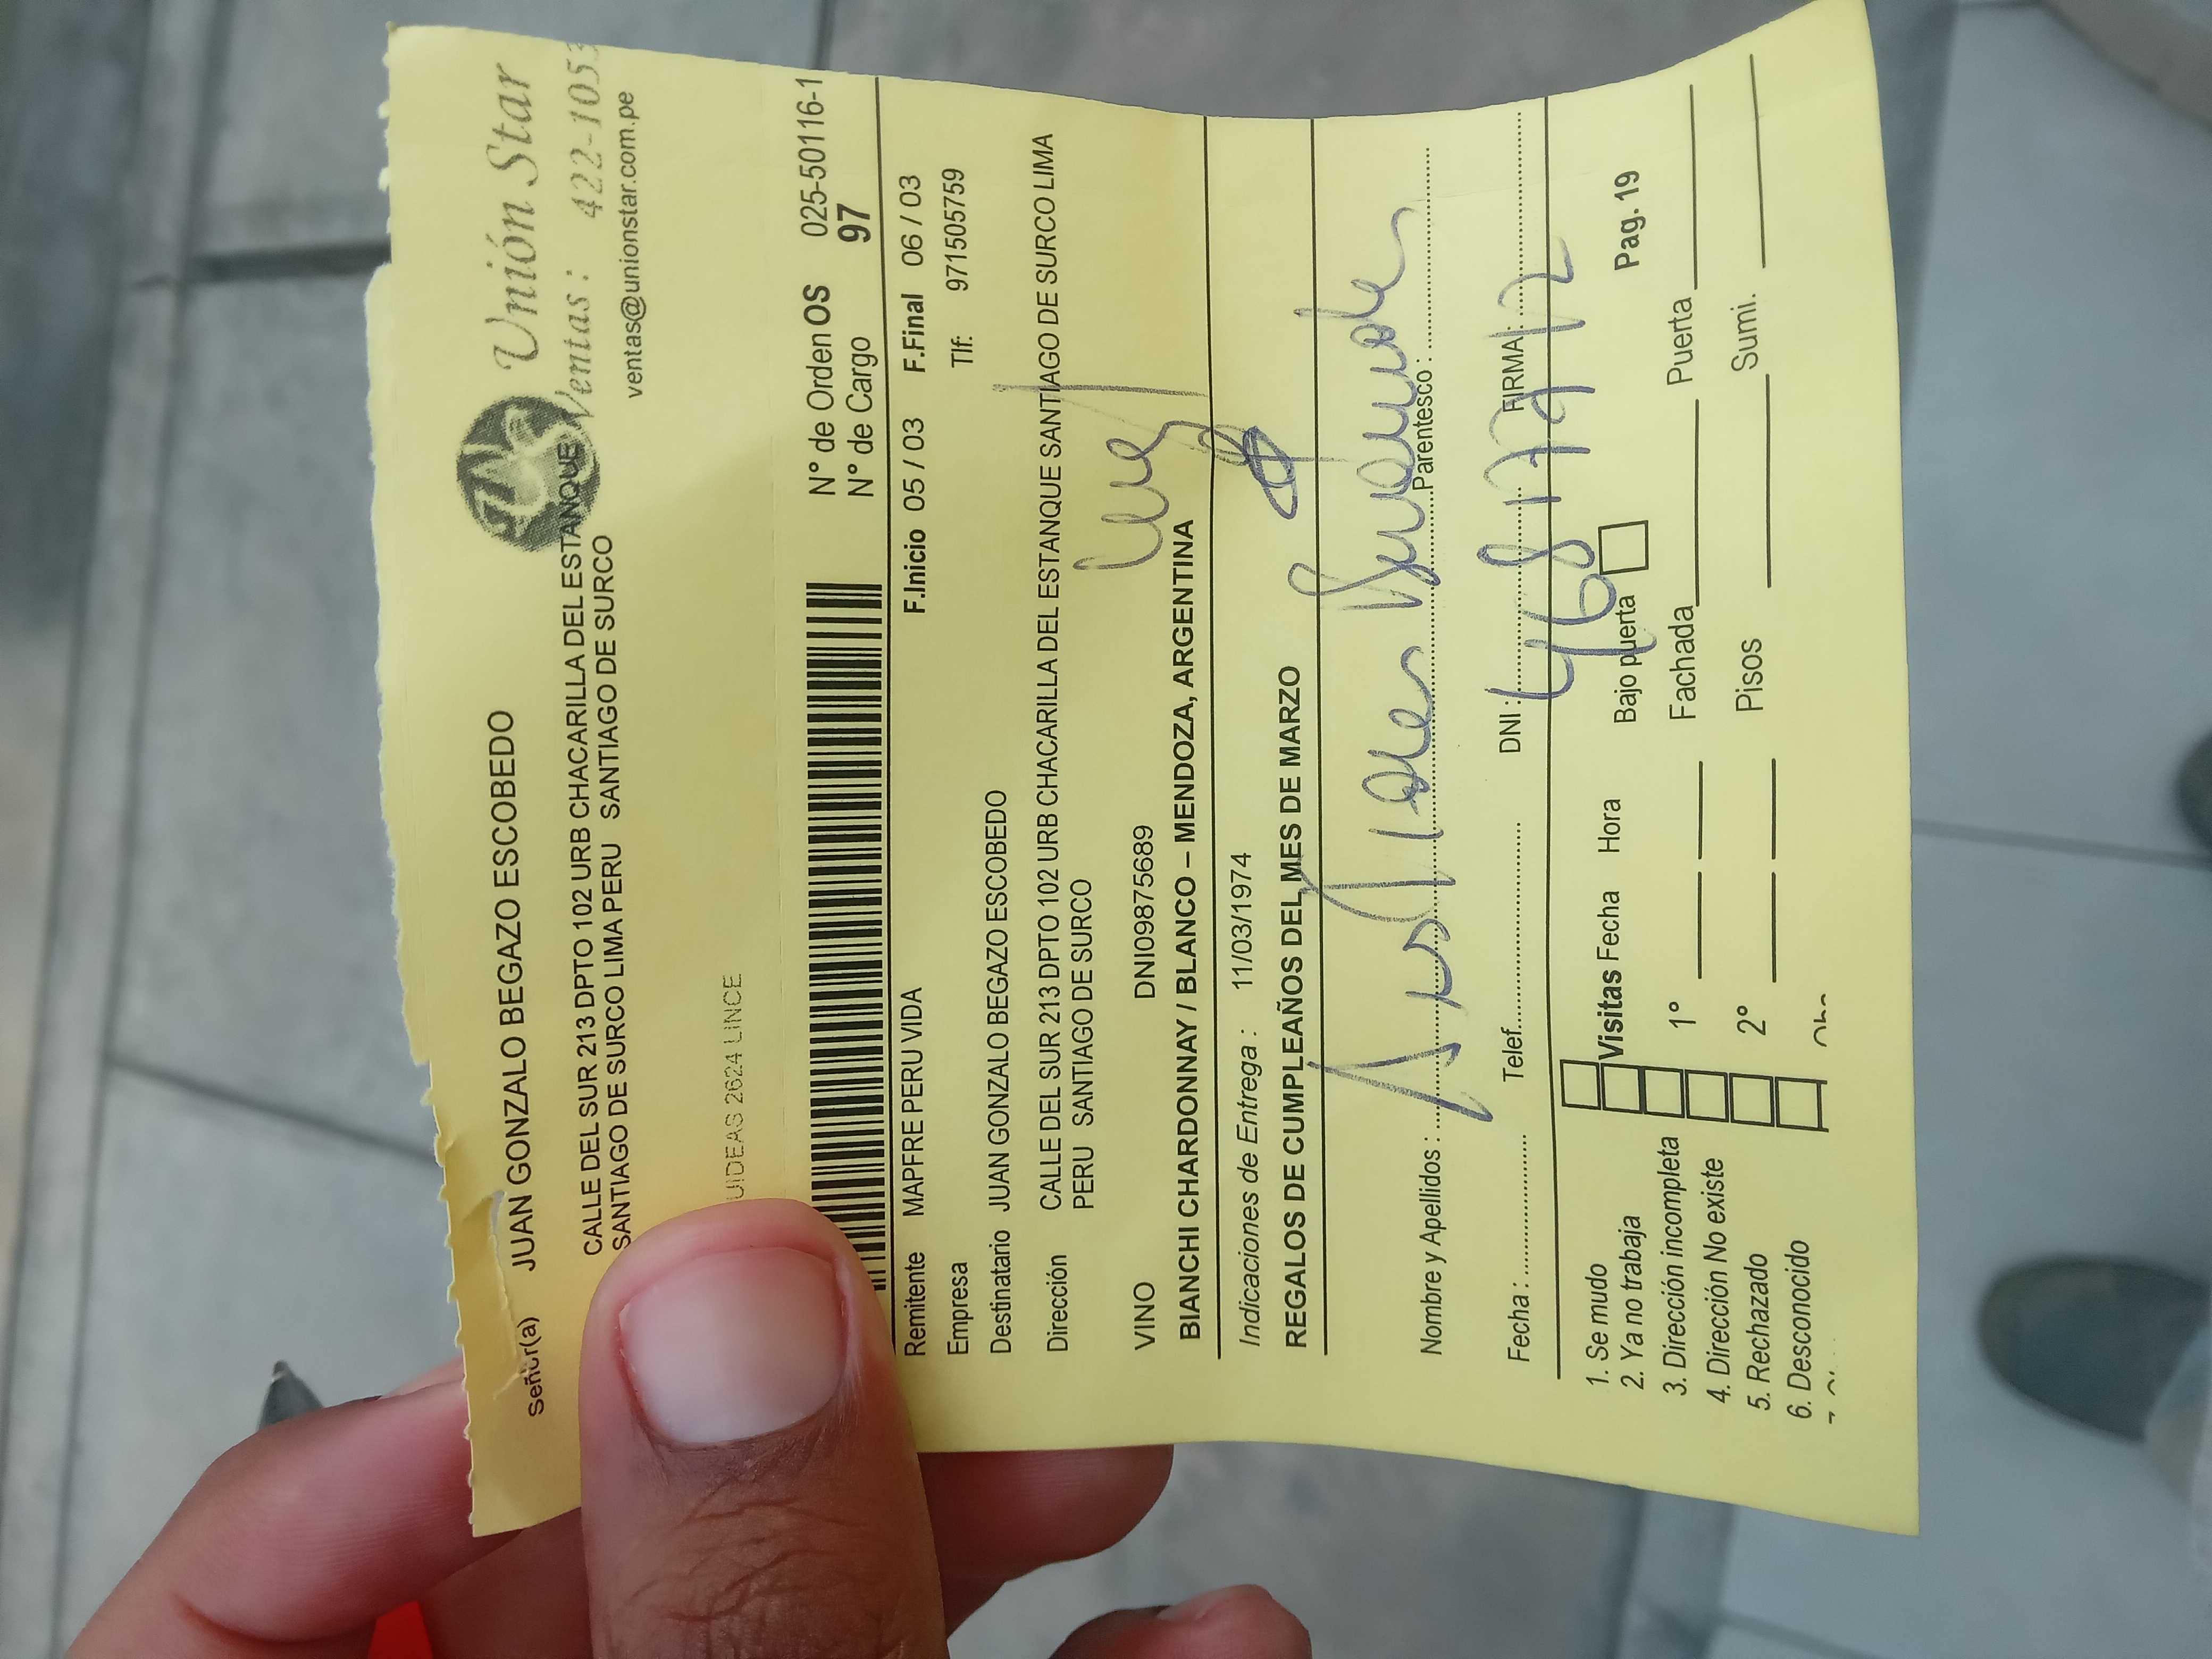 Unión Star
Ventas : 422-1053
ventas@unionstar.com.pe
Señor(a) JUAN GONZALO BEGAZO ESCOBEDO
CALLE DEL SUR 213 DPTO 102 URB CHACARILLA DEL ESTANQUE
SANTIAGO DE SURCO LIMA PERU SANTIAGO DE SURCO
UIDEAS 2624 LINCE
N° de Orden OS 025-50116-1
N° de Cargo 97
Remitente MAPFRE PERU VIDA F.Inicio 05 / 03 F.Final 06 / 03
Empresa Tlf: 971505759
Destinatario JUAN GONZALO BEGAZO ESCOBEDO
Dirección CALLE DEL SUR 213 DPTO 102 URB CHACARILLA DEL ESTANQUE SANTIAGO DE SURCO LIMA
PERU SANTIAGO DE SURCO
VINO DNI09875689
BIANCHI CHARDONNAY / BLANCO – MENDOZA, ARGENTINA
Indicaciones de Entrega : 11/03/1974
REGALOS DE CUMPLEAÑOS DEL MES DE MARZO
Nombre y Apellidos : Parentesco :
Fecha : Telef. DNI : FIRMA:
1. Se mudo
2. Ya no trabaja Visitas Fecha Hora Bajo puerta Pag. 19
3. Dirección incompleta
4. Dirección No existe 1° Fachada Puerta
5. Rechazado
6. Desconocido 2° Pisos Sumi.